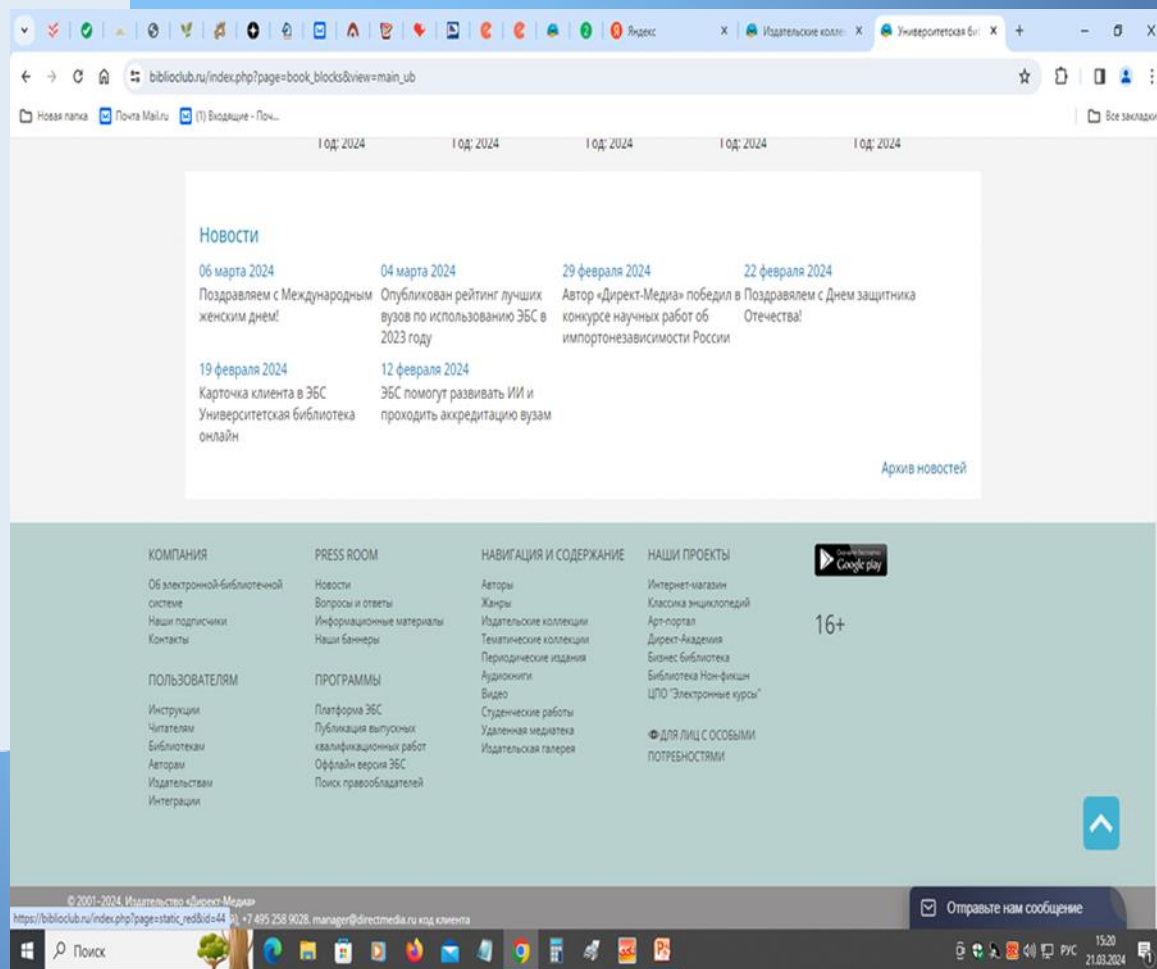 Яндекс
Издательские колле
Университетская би
biblioclub.ru/index.php?page=book_blocks&view=main_ub
Новая папка
Почта Mail.ru
(1) Входящие - Поч...
Все закладки
Год: 2024
Год: 2024
Год: 2024
Год: 2024
Год: 2024
Новости
06 марта 2024
Поздравляем с Международным
женским днем!
04 марта 2024
Опубликован рейтинг лучших
вузов по использованию ЭБС в
2023 году
29 февраля 2024
Автор «Директ-Медиа» победил в
конкурсе научных работ об
импортонезависимости России
22 февраля 2024
Поздравялем с Днем защитника
Отечества!
19 февраля 2024
Карточка клиента в ЭБС
Университетская библиотека
онлайн
12 февраля 2024
ЭБС помогут развивать ИИ и
проходить аккредитацию вузам
Архив новостей
КОМПАНИЯ
Об электронной-библиотечной
системе
Наши подписчики
Контакты
ПОЛЬЗОВАТЕЛЯМ
Инструкции
Читателям
Библиотекам
Авторам
Издательствам
Интеграции
PRESS ROOM
Новости
Вопросы и ответы
Информационные материалы
Наши баннеры
ПРОГРАММЫ
Платформа ЭБС
Публикация выпускных
квалификационных работ
Оффлайн версия ЭБС
Поиск правообладателей
НАВИГАЦИЯ И СОДЕРЖАНИЕ
Авторы
Жанры
Издательские коллекции
Тематические коллекции
Периодические издания
Аудиокниги
Видео
Студенческие работы
Удаленная медиатека
Издательская галерея
НАШИ ПРОЕКТЫ
Интернет-магазин
Классика энциклопедий
Арт-портал
Директ-Академия
Бизнес библиотека
Библиотека Нон-фикшн
ЦПО "Электронные курсы"
ДЛЯ ЛИЦ С ОСОБЫМИ
ПОТРЕБНОСТЯМИ
Google play
16+
© 2001-2024, Издательство «Директ-Медиа»
https://biblioclub.ru/index.php?page=static_red&id=44
+7 495 258 9028. manager@directmedia.ru код клиента
Отправьте нам сообщение
Поиск
РУС
15:20
21.03.2024